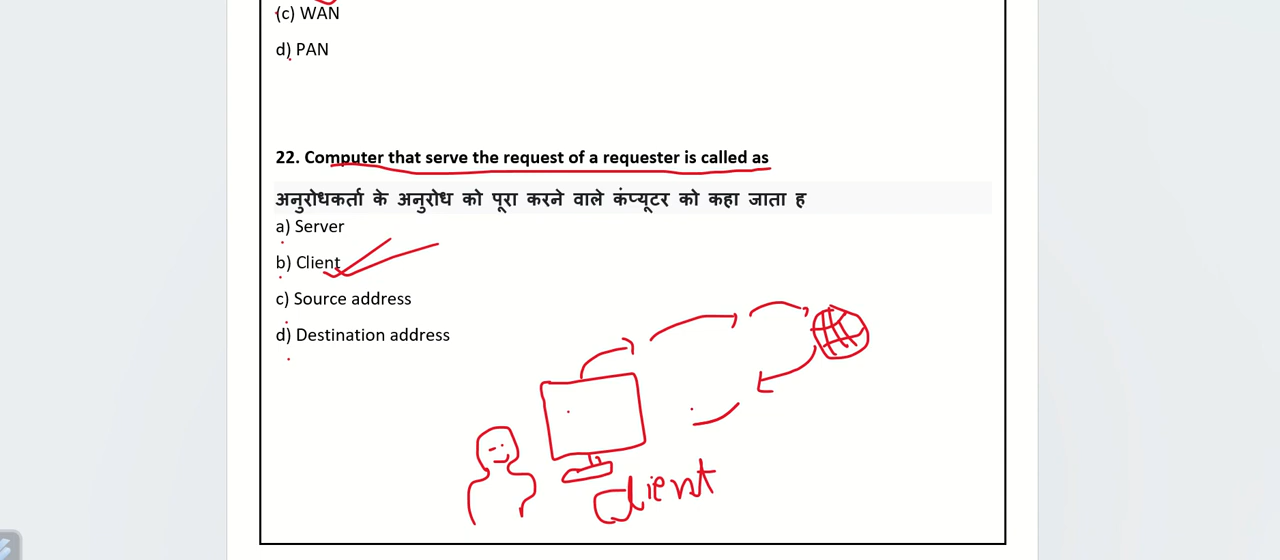 (c) WAN
d) PAN
22. Computer that serve the request of a requester is called as
अनुरोधकर्ता के अनुरोध को पूरा करने वाले कंप्यूटर को कहा जाता ह
a) Server
b) Client
c) Source address
d) Destination address
Client